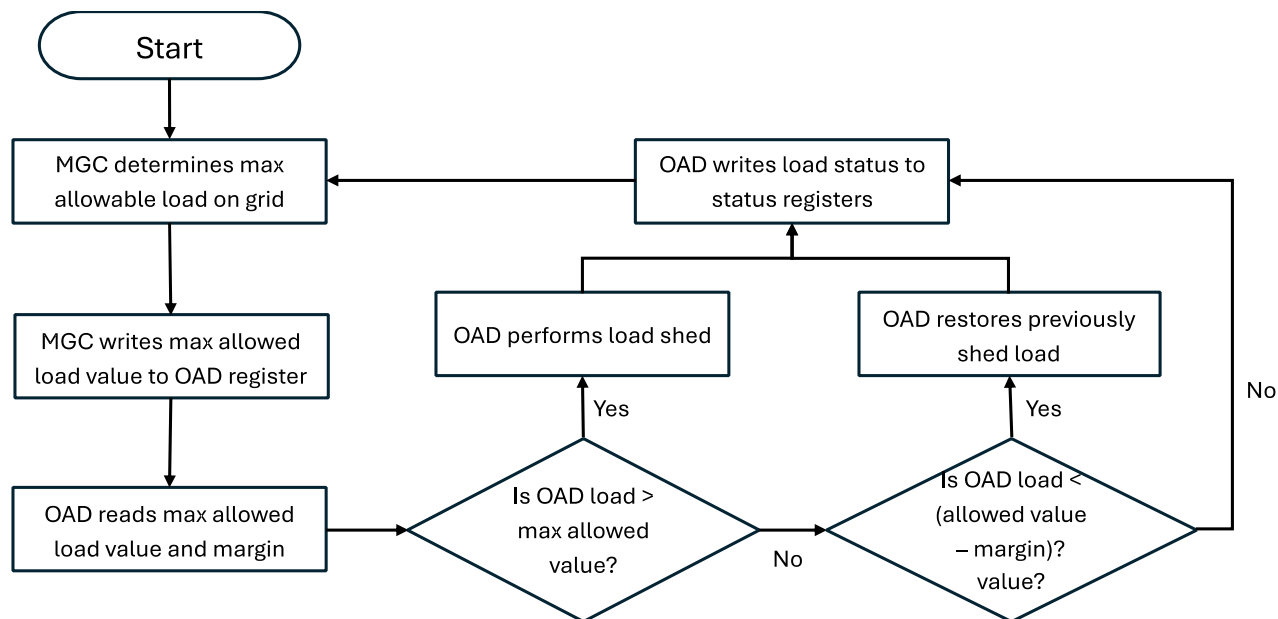 Start
MGC determines max
allowable load on grid
OAD writes load status to
status registers
MGC writes max allowed
load value to OAD register
OAD performs load shed
OAD restores previously
shed load
No
Yes
Yes
OAD reads max allowed
load value and margin
Is OAD load >
max allowed
value?
No
Is OAD load <
(allowed value
– margin)?
value?